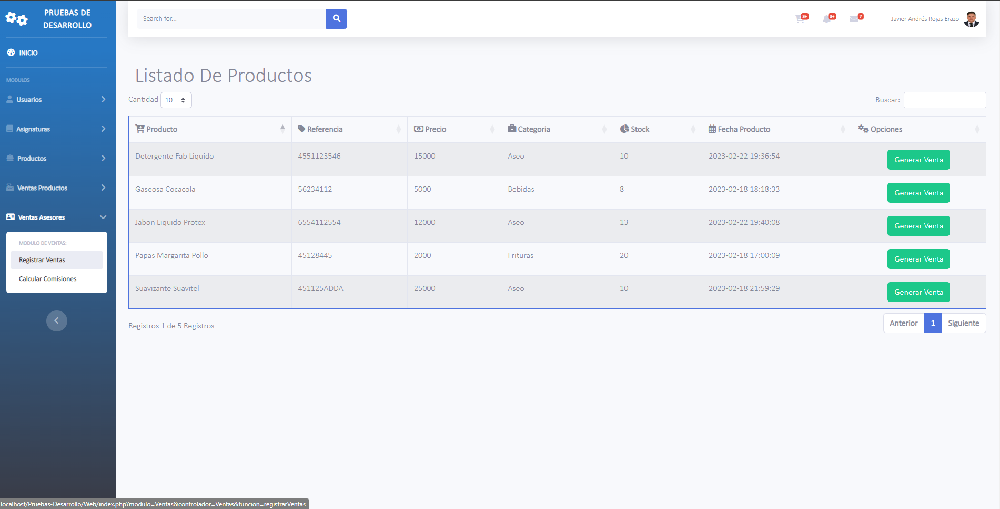 PRUEBAS DE
DESARROLLO
INICIO
MODULOS
Usuarios
Asignaturas
Productos
Ventas Productos
Ventas Asesores
MODULO DE VENTAS:
Registrar Ventas
Calcular Comisiones
Search for...
3+
3+
7
Javier Andrés Rojas Erazo
Listado De Productos
Cantidad 10
Buscar:
Producto Referencia Precio Categoria Stock Fecha Producto Opciones
Detergente Fab Liquido 4551123546 15000 Aseo 10 2023-02-22 19:36:54 Generar Venta
Gaseosa Cocacola 56234112 5000 Bebidas 8 2023-02-18 18:18:33 Generar Venta
Jabon Liquido Protex 6554112554 12000 Aseo 13 2023-02-22 19:40:08 Generar Venta
Papas Margarita Pollo 45128445 2000 Frituras 20 2023-02-18 17:00:09 Generar Venta
Suavizante Suavitel 451125ADDA 25000 Aseo 10 2023-02-18 21:59:29 Generar Venta
Registros 1 de 5 Registros
Anterior 1 Siguiente
localhost/Pruebas-Desarrollo/Web/index.php?modulo=Ventas&controlador=Ventas&funcion=registrarVentas